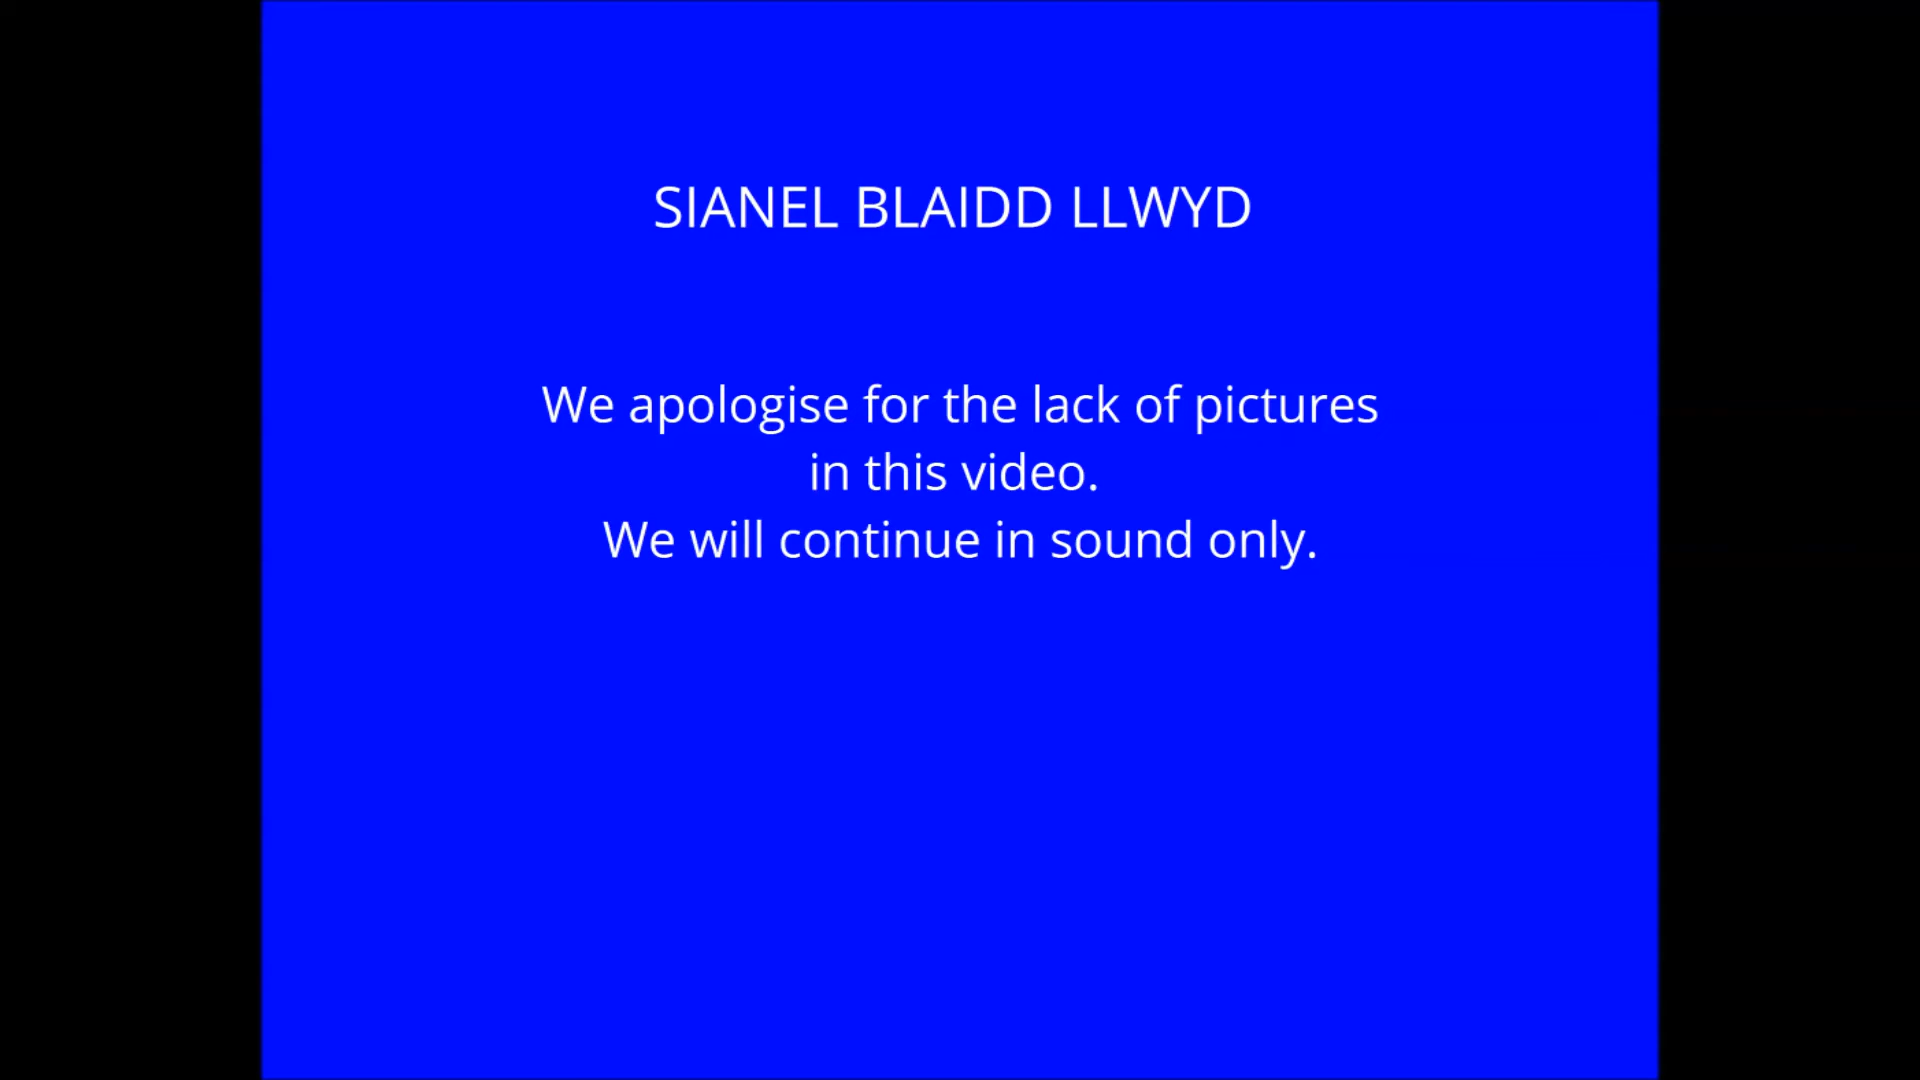 SIANEL BLAIDD LLWYD
We apologise for the lack of pictures
in this video.
We will continue in sound only.